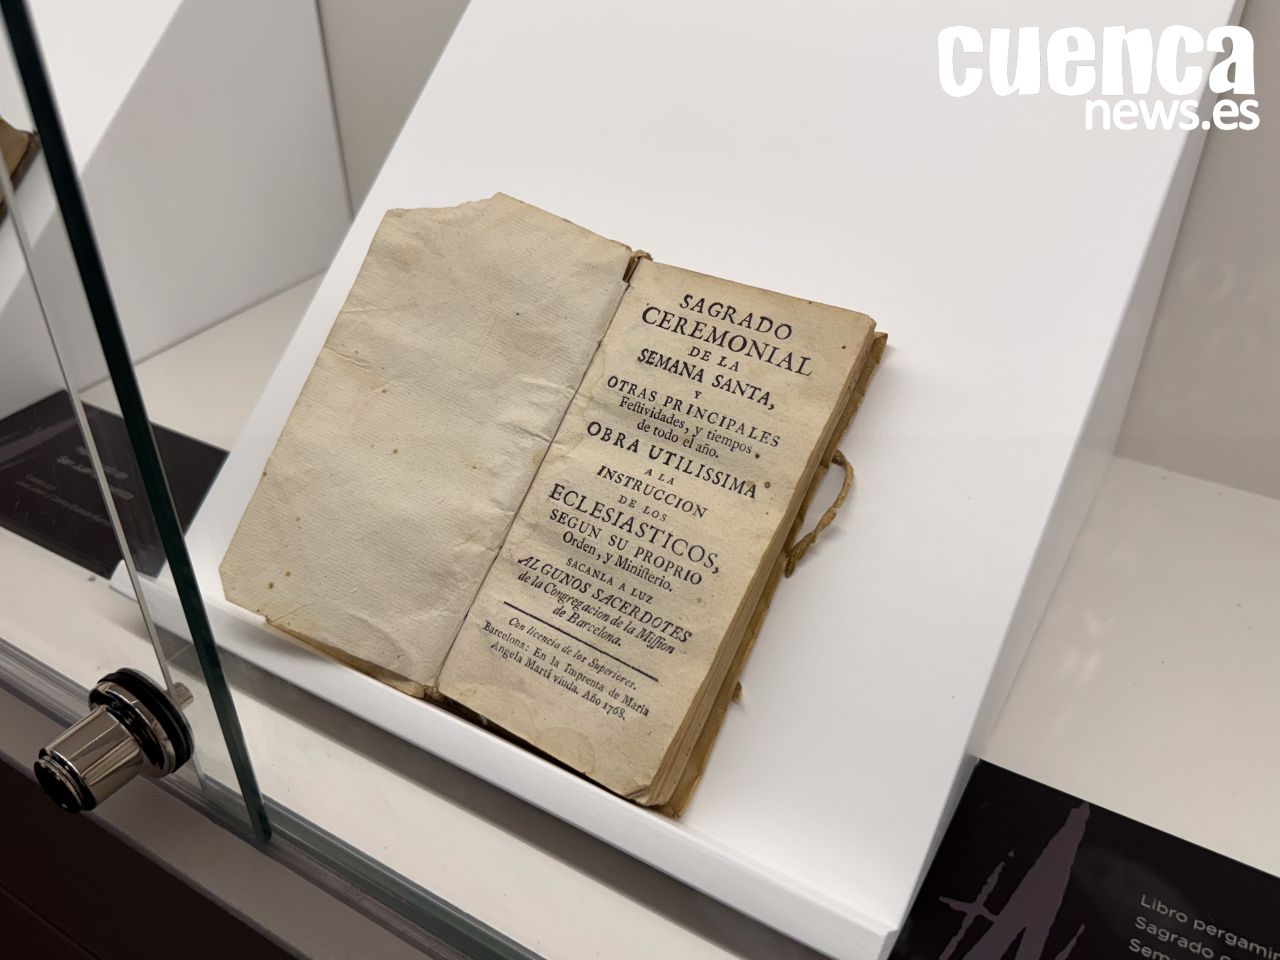 cuenca
news.es
SAGRADO
CEREMONIAL
DE LA
SEMANA SANTA,
Y
OTRAS PRINCIPALES
Feſtividades, y tiempos
de todo el año.
OBRA UTILISSIMA
A LA
INSTRUCCION
DE LOS
ECLESIASTICOS,
SEGUN SU PROPRIO
Orden, y Miniſterio.
SACANLA A LUZ
ALGUNOS SACERDOTES
de la Congregacion de la Miſſion
de Barcelona.
Con licencia de los Superiores.
Barcelona: En la Imprenta de Maria
Angela Martí viuda. Año 1768.
Libro pergamin
Sagrado
Sem